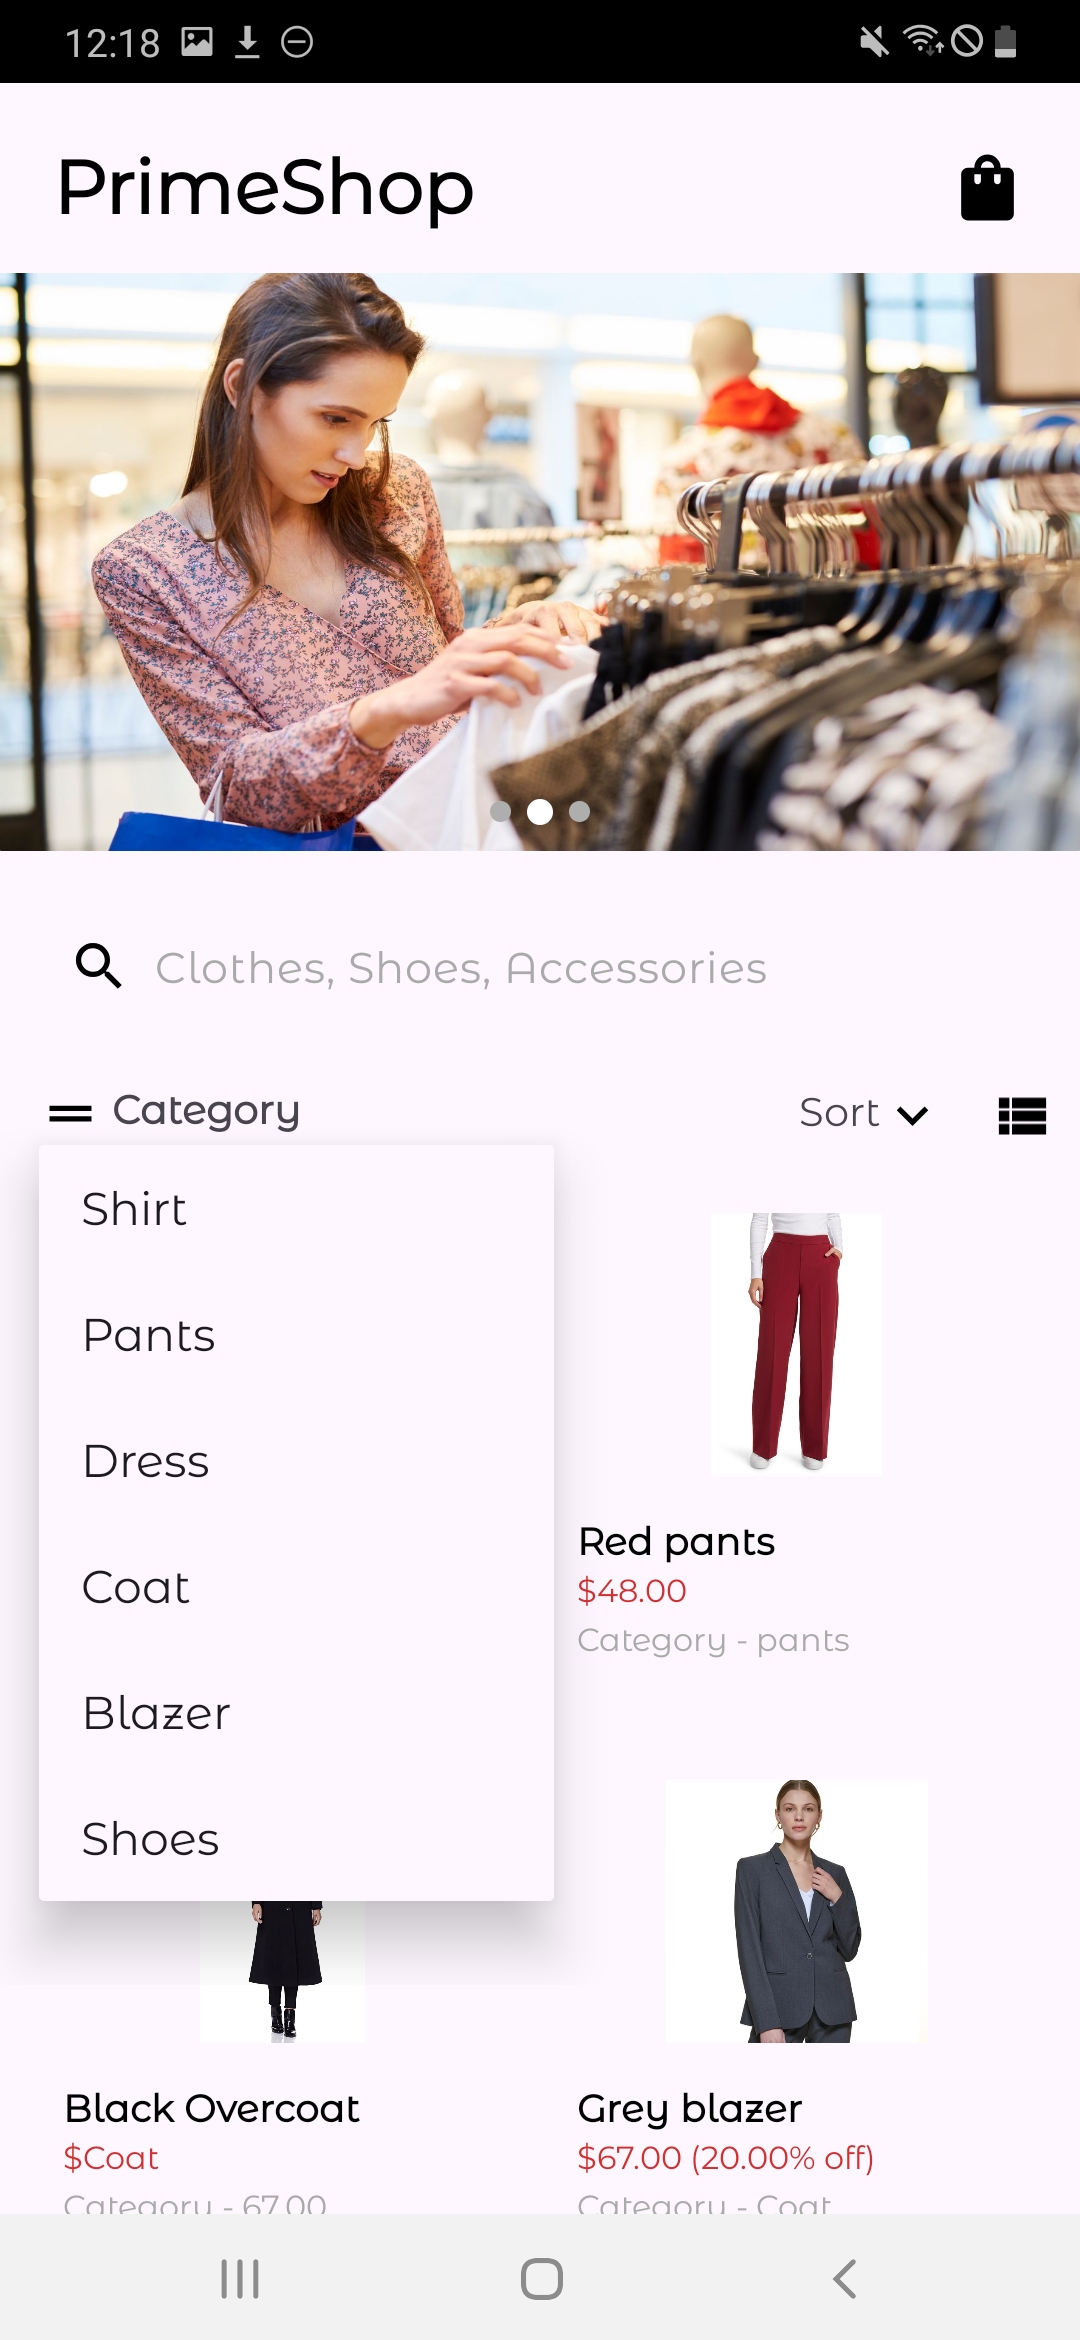 12:18
PrimeShop
Clothes, Shoes, Accessories
Category
Sort
Shirt
Pants
Dress
Coat
Blazer
Shoes
Red pants
$48.00
Category - pants
Black Overcoat
$Coat
Category - 67.00
Grey blazer
$67.00 (20.00% off)
Category - Coat